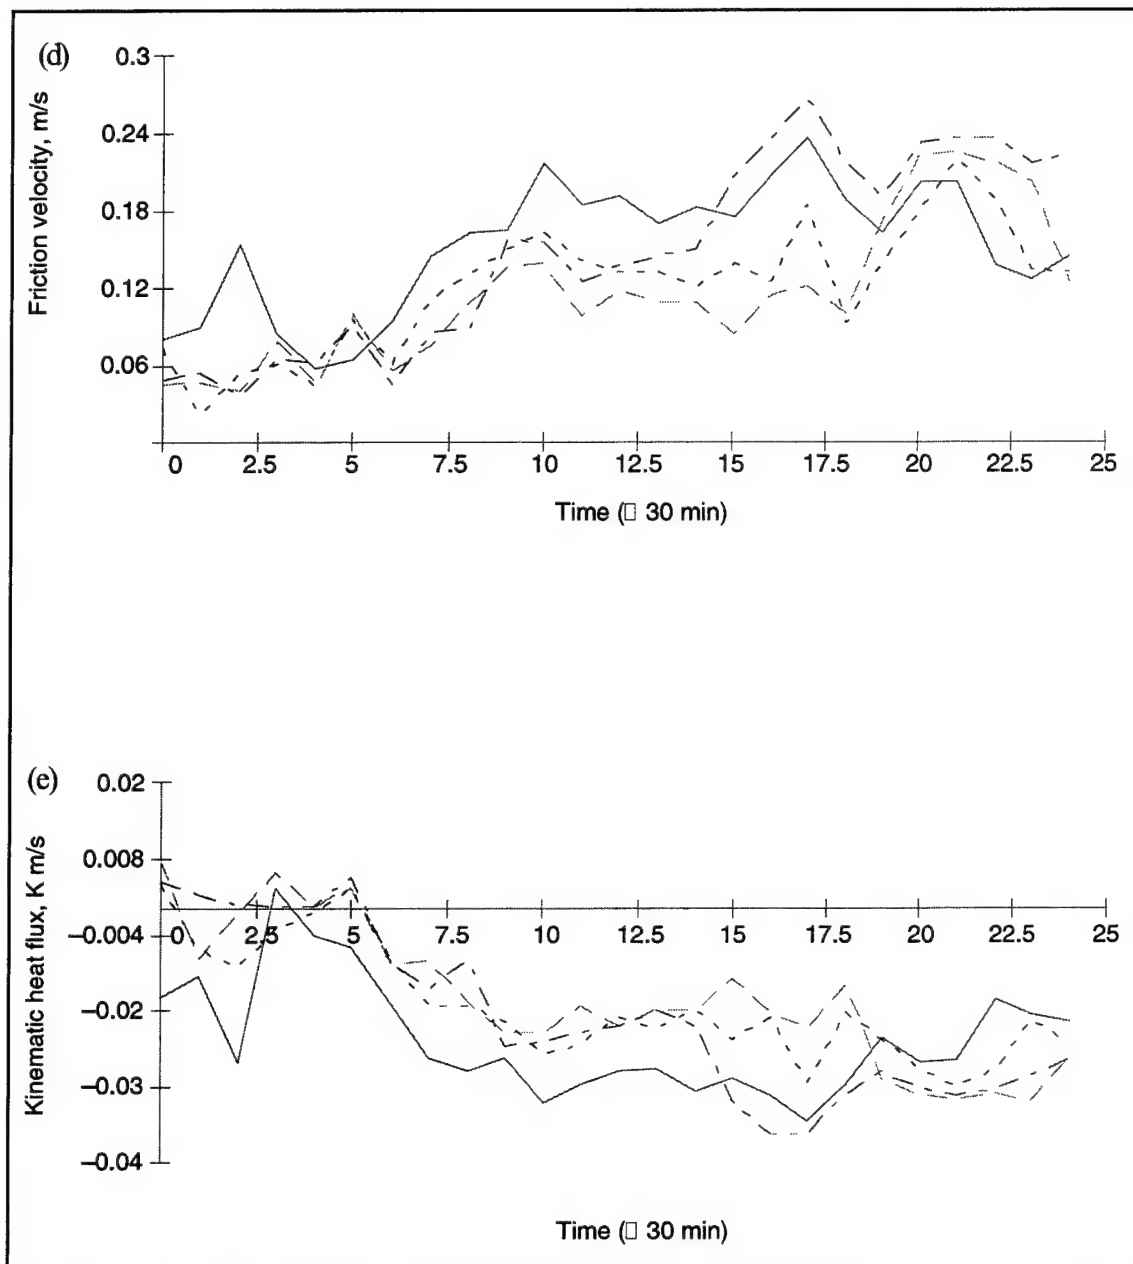 (d)
Friction velocity, m/s
0.3
0.24
0.18
0.12
0.06
0 2.5 5 7.5 10 12.5 15 17.5 20 22.5 25
Time (▯ 30 min)
(e)
Kinematic heat flux, K m/s
0.02
0.008
–0.004
–0.02
–0.03
–0.04
0 2.5 5 7.5 10 12.5 15 17.5 20 22.5 25
Time (▯ 30 min)